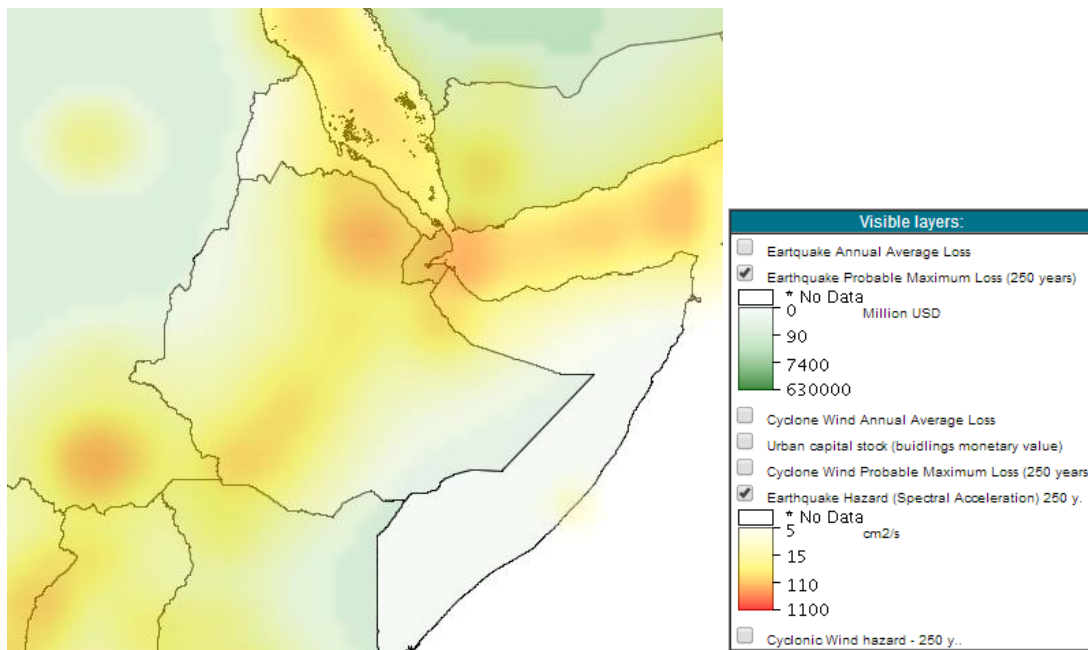 Visible layers:
Eartquake Annual Average Loss
Earthquake Probable Maximum Loss (250 years)
* No Data
0
Million USD
90
7400
630000
Cyclone Wind Annual Average Loss
Urban capital stock (buidlings monetary value)
Cyclone Wind Probable Maximum Loss (250 years
Earthquake Hazard (Spectral Acceleration) 250 y.
* No Data
5
cm2/s
15
110
1100
Cyclonic Wind hazard - 250 y..